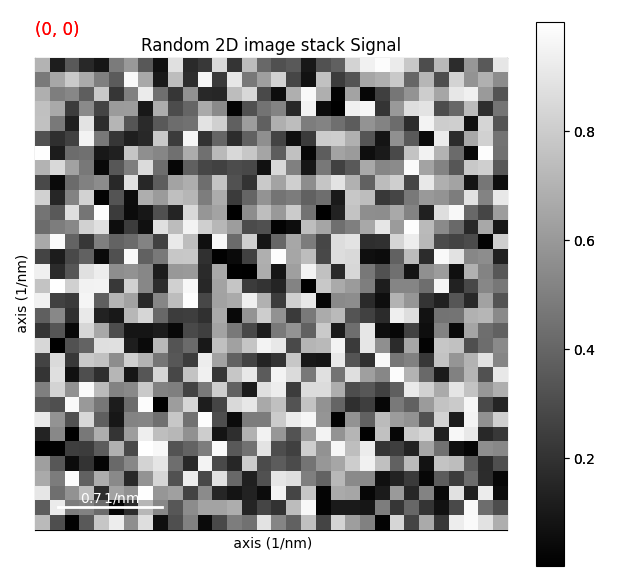 (0, 0)
Random 2D image stack Signal
axis (1/nm)
0.7 1/nm
axis (1/nm)
0.8
0.6
0.4
0.2